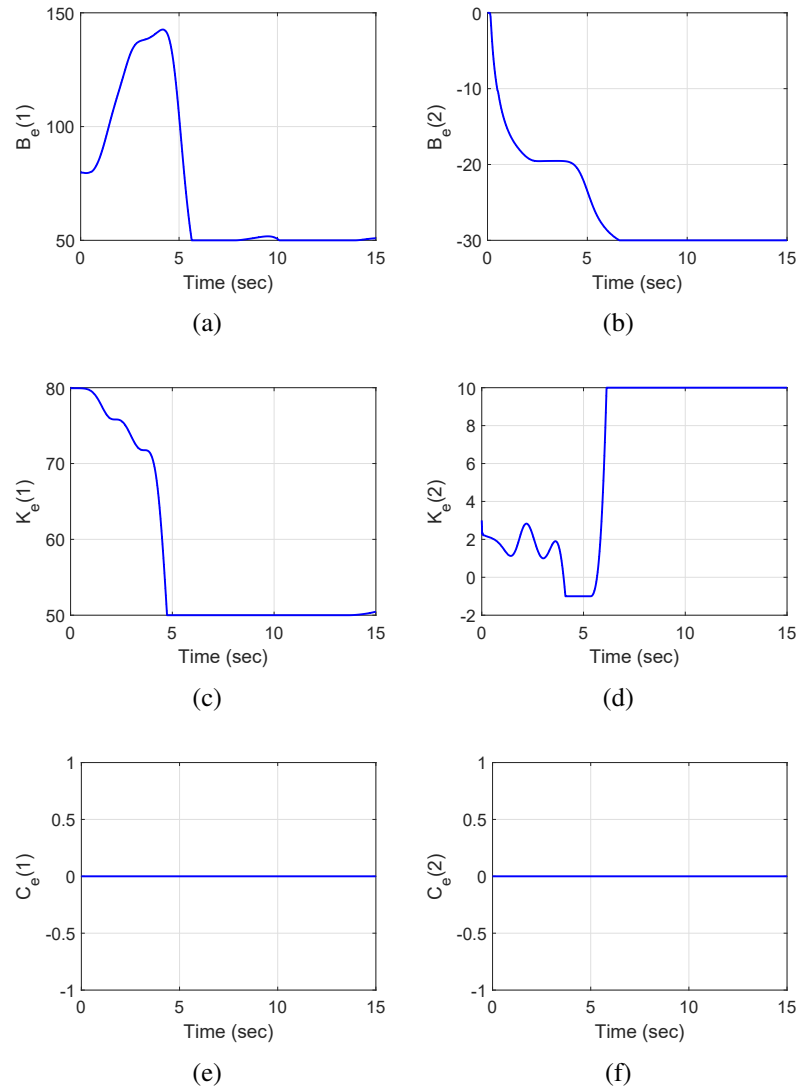 150
100
50
B_e(1)
0 5 10 15
Time (sec)
(a)
0
-10
-20
-30
B_e(2)
0 5 10 15
Time (sec)
(b)
80
70
60
50
K_e(1)
0 5 10 15
Time (sec)
(c)
10
8
6
4
2
0
-2
K_e(2)
0 5 10 15
Time (sec)
(d)
1
0.5
0
-0.5
-1
C_e(1)
0 5 10 15
Time (sec)
(e)
1
0.5
0
-0.5
-1
C_e(2)
0 5 10 15
Time (sec)
(f)